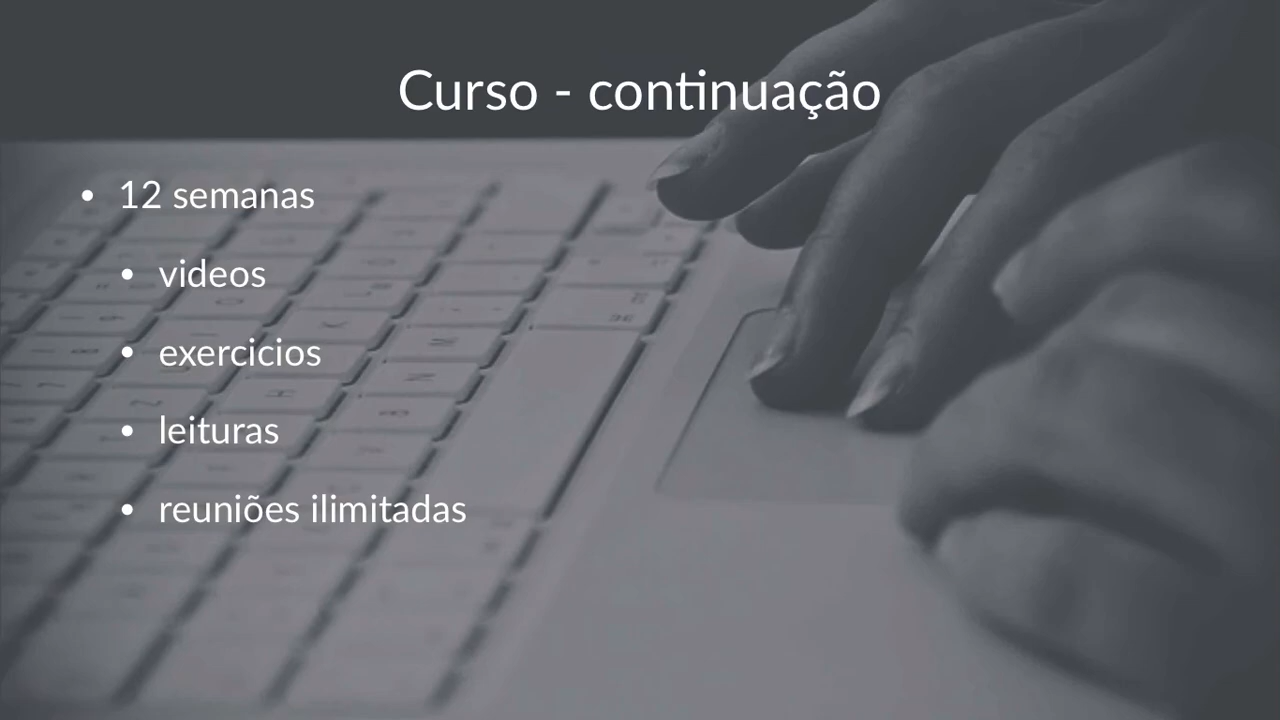 Curso - continuação
• 12 semanas
• videos
• exercicios
• leituras
• reuniões ilimitadas